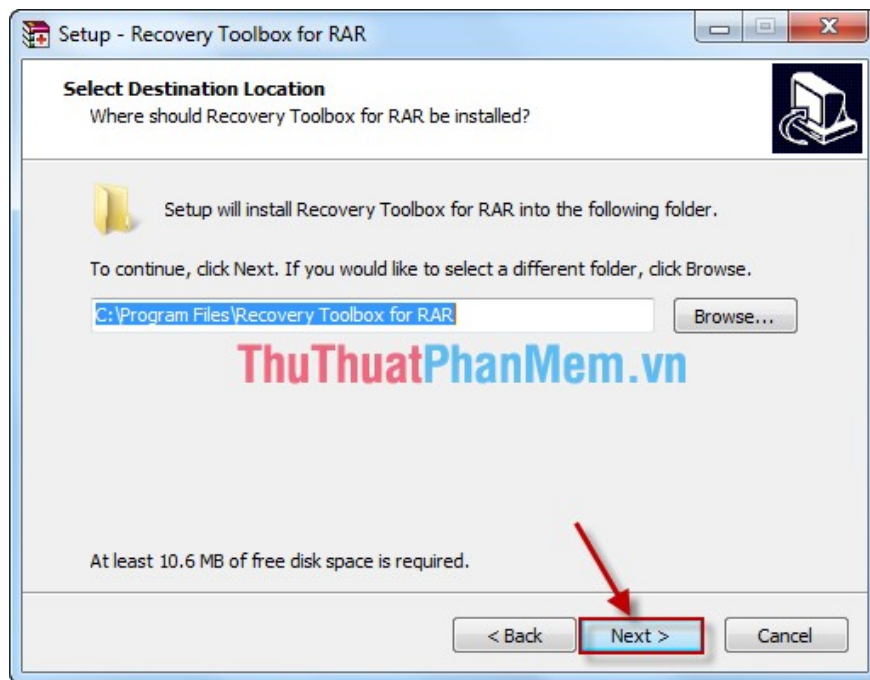 Setup - Recovery Toolbox for RAR
Select Destination Location
Where should Recovery Toolbox for RAR be installed?
Setup will install Recovery Toolbox for RAR into the following folder.
To continue, click Next. If you would like to select a different folder, click Browse.
C:\Program Files\Recovery Toolbox for RAR
Browse...
ThuThuatPhanMem.vn
At least 10.6 MB of free disk space is required.
< Back
Next >
Cancel